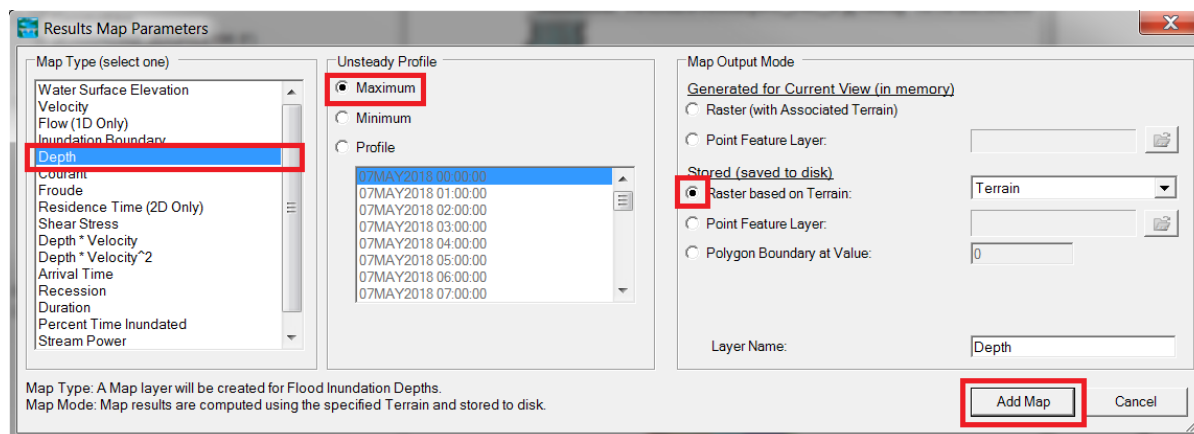 Results Map Parameters
Map Type (select one)
Water Surface Elevation
Velocity
Flow (1D Only)
Inundation Boundary
Depth
Courant
Froude
Residence Time (2D Only)
Shear Stress
Depth * Velocity
Depth * Velocity^2
Arrival Time
Recession
Duration
Percent Time Inundated
Stream Power
Unsteady Profile
Maximum
Minimum
Profile
07MAY2018 00:00:00
07MAY2018 01:00:00
07MAY2018 02:00:00
07MAY2018 03:00:00
07MAY2018 04:00:00
07MAY2018 05:00:00
07MAY2018 06:00:00
07MAY2018 07:00:00
Map Output Mode
Generated for Current View (in memory)
Raster (with Associated Terrain)
Point Feature Layer:
Stored (saved to disk)
Raster based on Terrain: Terrain
Point Feature Layer:
Polygon Boundary at Value: 0
Layer Name: Depth
Map Type: A Map layer will be created for Flood Inundation Depths.
Map Mode: Map results are computed using the specified Terrain and stored to disk.
Add Map Cancel